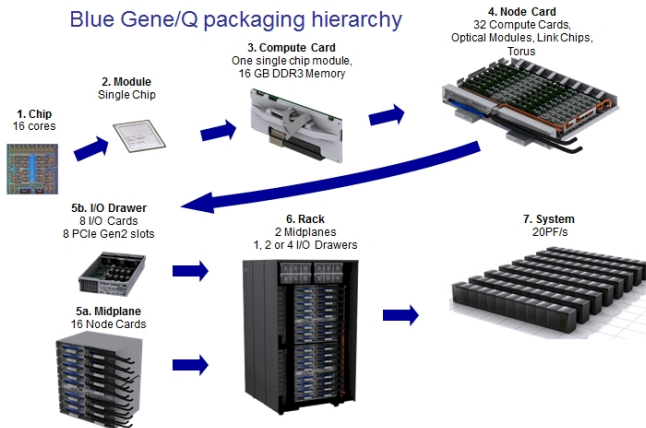 Blue Gene/Q packaging hierarchy
1. Chip
16 cores
2. Module
Single Chip
3. Compute Card
One single chip module,
16 GB DDR3 Memory
4. Node Card
32 Compute Cards,
Optical Modules, Link Chips,
Torus
5b. I/O Drawer
8 I/O Cards
8 PCIe Gen2 slots
5a. Midplane
16 Node Cards
6. Rack
2 Midplanes
1, 2 or 4 I/O Drawers
7. System
20PF/s